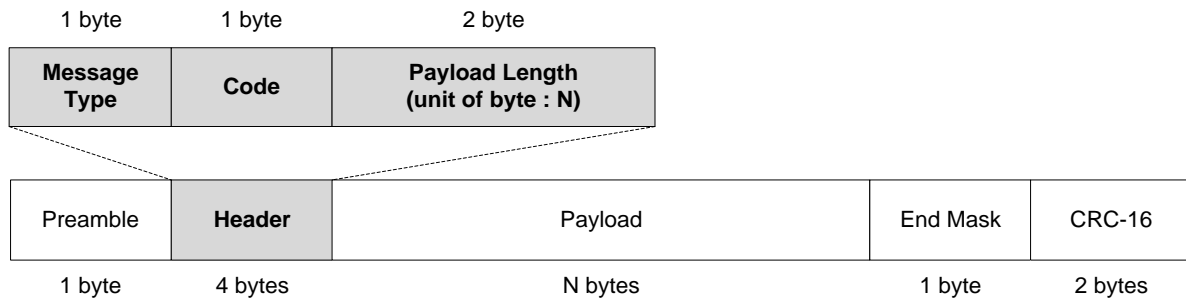 1 byte 1 byte 2 byte
Message Type Code Payload Length (unit of byte : N)
Preamble Header Payload End Mask CRC-16
1 byte 4 bytes N bytes 1 byte 2 bytes